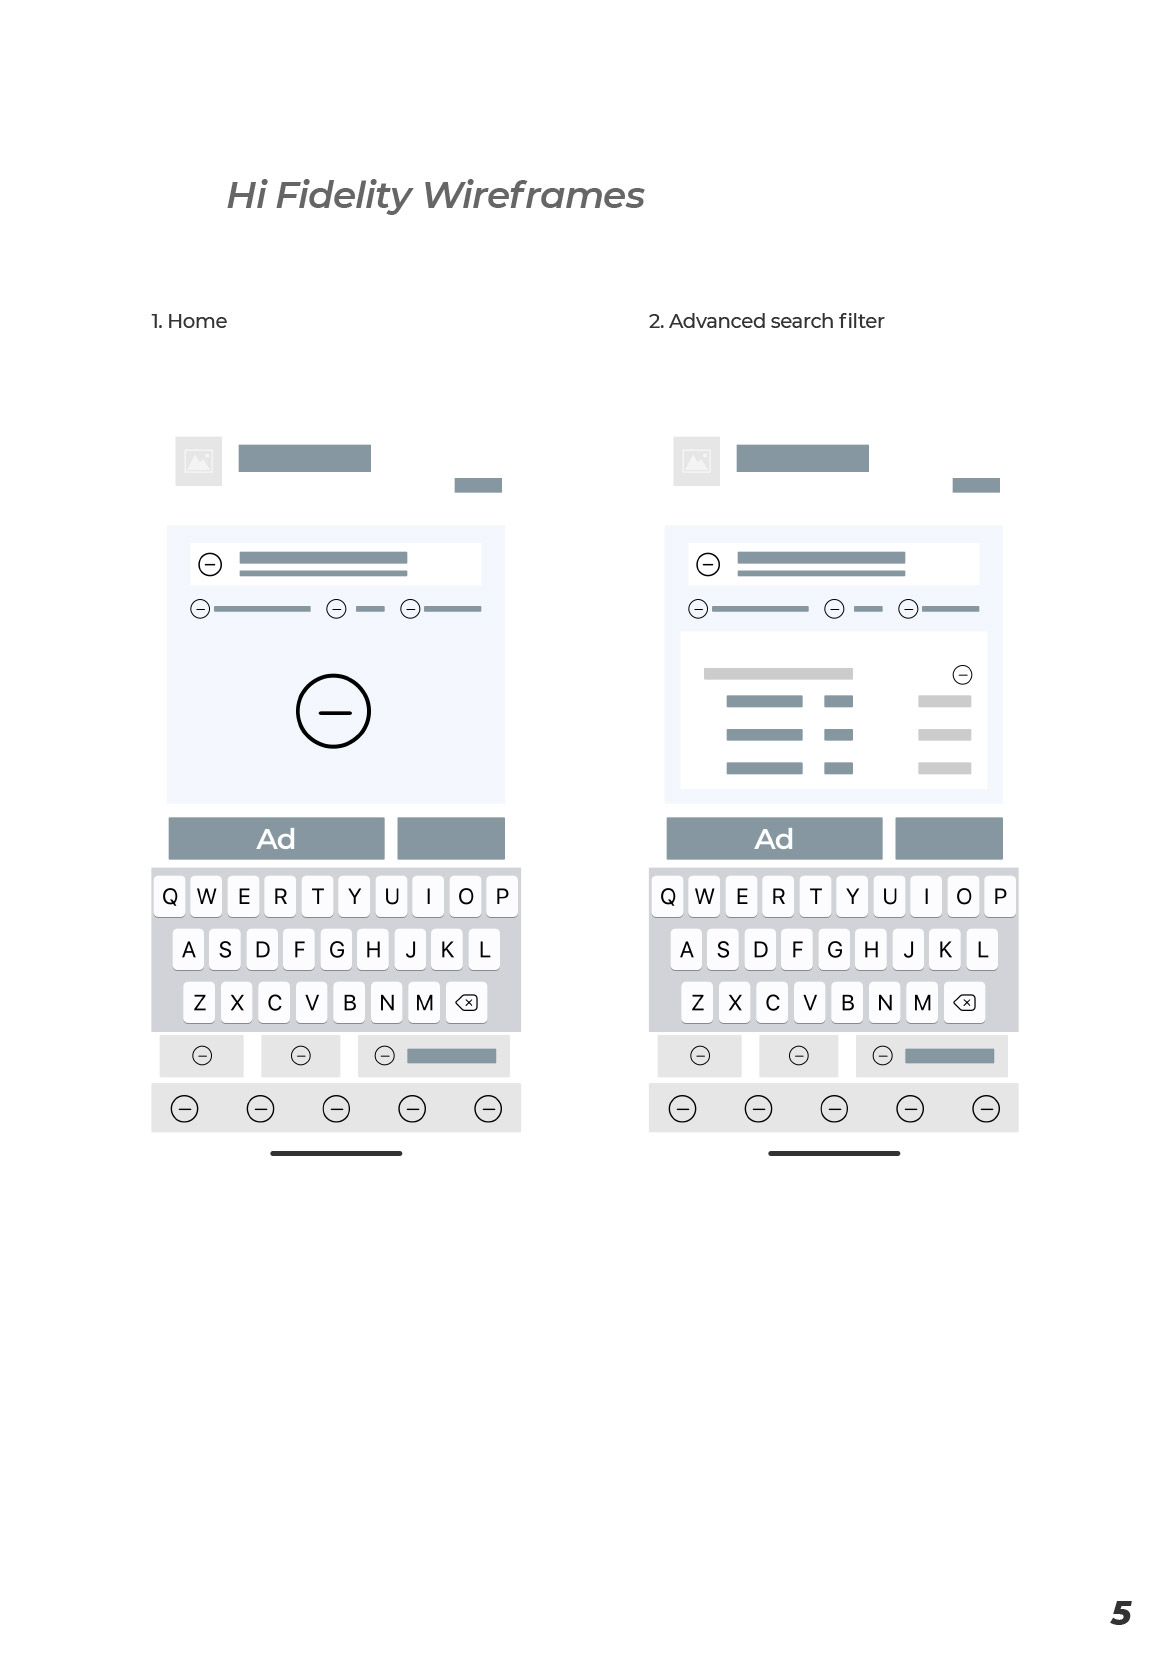 Hi Fidelity Wireframes
1. Home
2. Advanced search filter
Ad
Q W E R T Y U I O P
A S D F G H J K L
Z X C V B N M
Ad
Q W E R T Y U I O P
A S D F G H J K L
Z X C V B N M
5